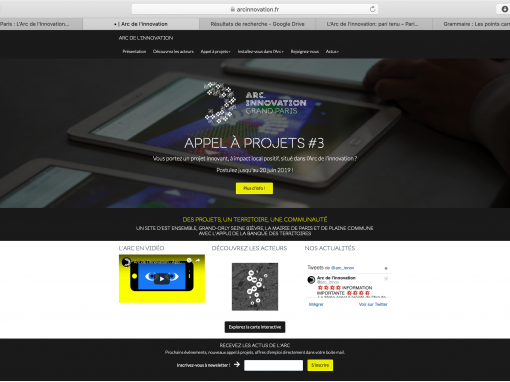 arcinnovation.fr
Paris : L'Arc de l'Innovation...
• | Arc de l'Innovation
Résultats de recherche - Google Drive
L'Arc de l'Innovation: pari tenu – Pari...
Grammaire : Les points car
ARC DE L'INNOVATION
Présentation
Découvrez les acteurs
Appel à projets
Installez-vous dans l'Arc
Rejoignez-nous
Actus
ARC.
INNOVATION
GRAND PARIS
APPEL À PROJETS #3
Vous portez un projet innovant, à impact local positif, situé dans l'Arc de l'innovation ?
Postulez jusqu'au 20 juin 2019 !
Plus d'info !
DES PROJETS, UN TERRITOIRE, UNE COMMUNAUTÉ
UN SITE D'EST ENSEMBLE, GRAND-ORLY SEINE BIÈVRE, LA MAIRIE DE PARIS ET DE PLAINE COMMUNE
AVEC L'APPUI DE LA BANQUE DES TERRITOIRES
L'ARC EN VIDÉO
DÉCOUVREZ LES ACTEURS
NOS ACTUALITÉS
Tweets de @arc_innov
Arc de l'Innovation
@arc_innov
INFORMATION
IMPORTANTE
Intégrer
Voir sur Twitter
Explorez la carte interactive
RECEVEZ LES ACTUS DE L'ARC
Prochains événements, nouveaux appel à projets, offres d'emploi directement dans votre boîte mail.
Inscrivez-vous à newsletter !
S'inscrire